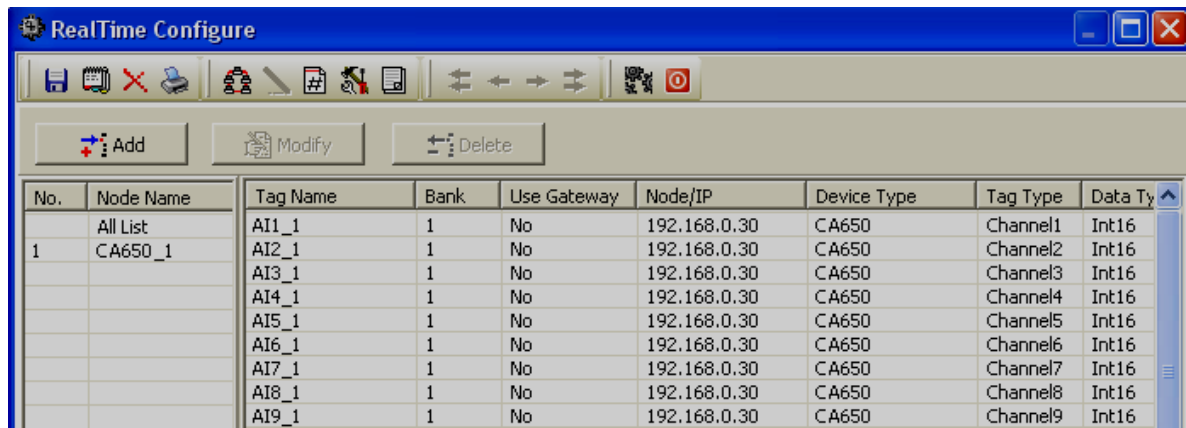 RealTime Configure
Add Modify Delete
No. Node Name Tag Name Bank Use Gateway Node/IP Device Type Tag Type Data Ty
All List AI1_1 1 No 192.168.0.30 CA650 Channel1 Int16
1 CA650_1 AI2_1 1 No 192.168.0.30 CA650 Channel2 Int16
AI3_1 1 No 192.168.0.30 CA650 Channel3 Int16
AI4_1 1 No 192.168.0.30 CA650 Channel4 Int16
AI5_1 1 No 192.168.0.30 CA650 Channel5 Int16
AI6_1 1 No 192.168.0.30 CA650 Channel6 Int16
AI7_1 1 No 192.168.0.30 CA650 Channel7 Int16
AI8_1 1 No 192.168.0.30 CA650 Channel8 Int16
AI9_1 1 No 192.168.0.30 CA650 Channel9 Int16